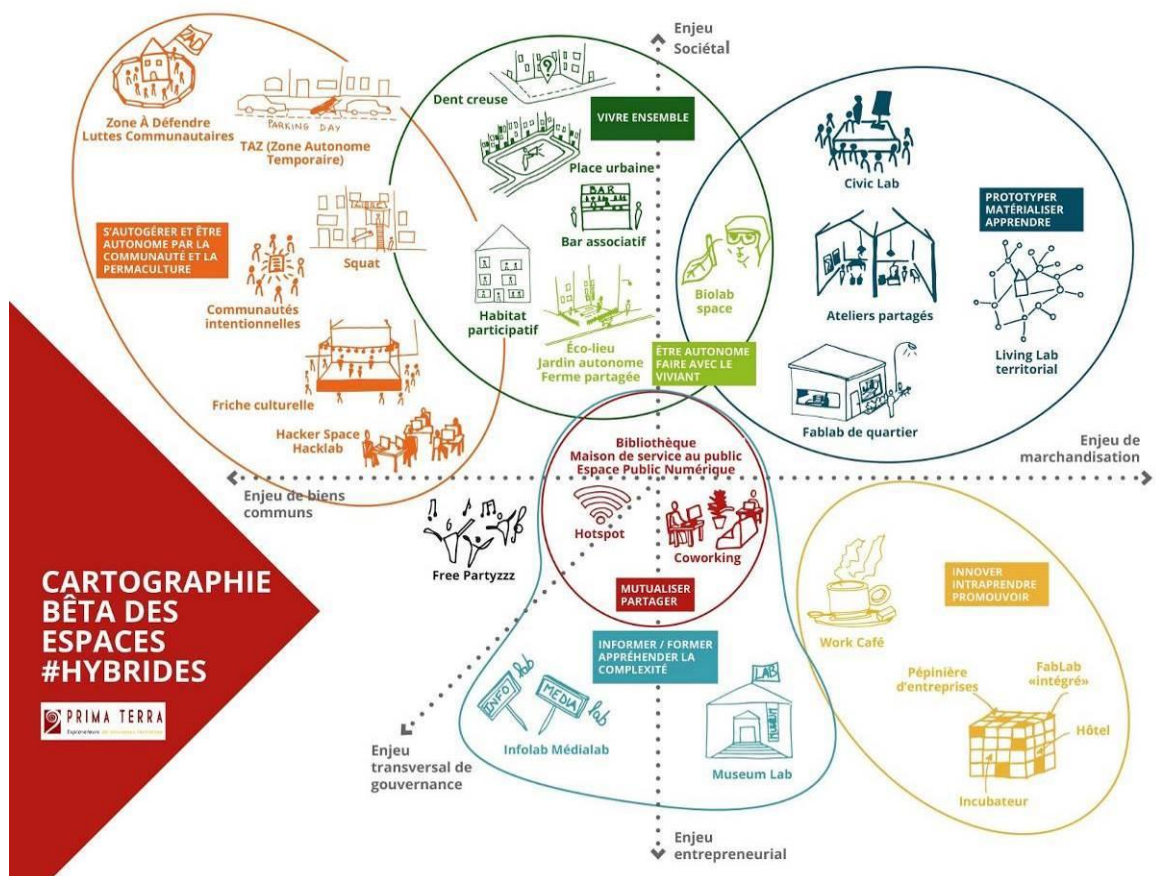 Enjeu
Sociétal
ZAD
Zone À Défendre
Luttes Communautaires
PARKING DAY
TAZ (Zone Autonome
Temporaire)
S'AUTOGÉRER ET ÊTRE
AUTONOME PAR LA
COMMUNAUTÉ ET LA
PERMACULTURE
Squat
Communautés
intentionnelles
Friche culturelle
Hacker Space
Hacklab
Dent creuse
?
VIVRE ENSEMBLE
Place urbaine
BAR
Bar associatif
Habitat
participatif
Éco-lieu
Jardin autonome
Ferme partagée
ÊTRE AUTONOME
FAIRE AVEC LE
VIVIANT
Biolab
space
Civic Lab
PROTOTYPER
MATÉRIALISER
APPRENDRE
Ateliers partagés
Living Lab
territorial
Fablab de quartier
Enjeu de
marchandisation
Enjeu de biens
communs
Bibliothèque
Maison de service au public
Espace Public Numérique
Hotspot
Coworking
MUTUALISER
PARTAGER
Free Partyzzz
INFORMER / FORMER
APPRÉHENDER LA
COMPLEXITÉ
INFO lab
MEDIA lab
Infolab Médialab
LAB
Museum Lab
Enjeu
transversal de
gouvernance
Enjeu
entrepreneurial
INNOVER
INTRAPRENDRE
PROMOUVOIR
Work Café
Pépinière
d'entreprises
FabLab
«intégré»
Hôtel
Incubateur
CARTOGRAPHIE
BÊTA DES
ESPACES
#HYBRIDES
PRIMA TERRA